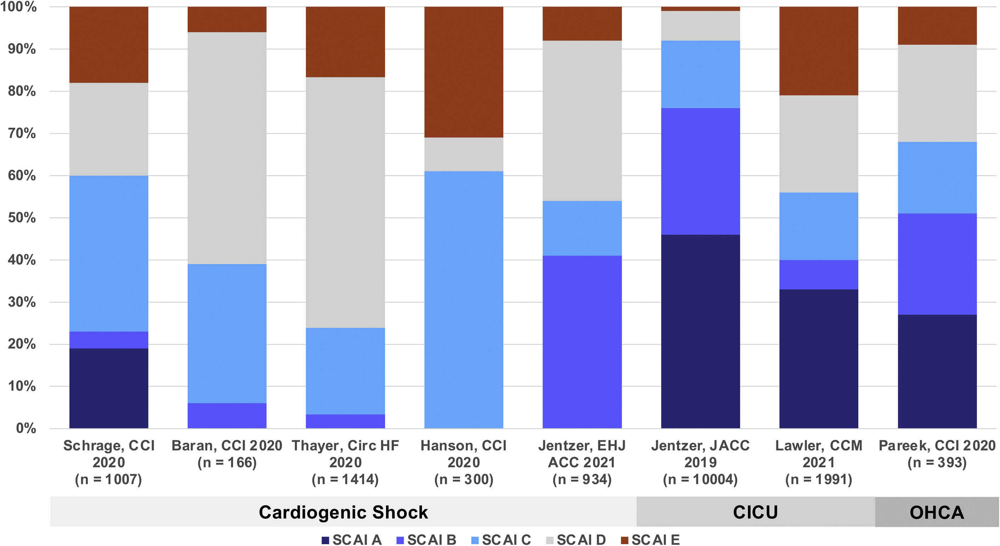 100%
90%
80%
70%
60%
50%
40%
30%
20%
10%
0%
Schrage, CCI
2020
(n = 1007)
Baran, CCI 2020
(n = 166)
Thayer, Circ HF
2020
(n = 1414)
Hanson, CCI
2020
(n = 300)
Jentzer, EHJ
ACC 2021
(n = 934)
Jentzer, JACC
2019
(n = 10004)
Lawler, CCM
2021
(n = 1991)
Pareek, CCI 2020
(n = 393)
Cardiogenic Shock
CICU
OHCA
SCAI A
SCAI B
SCAI C
SCAI D
SCAI E